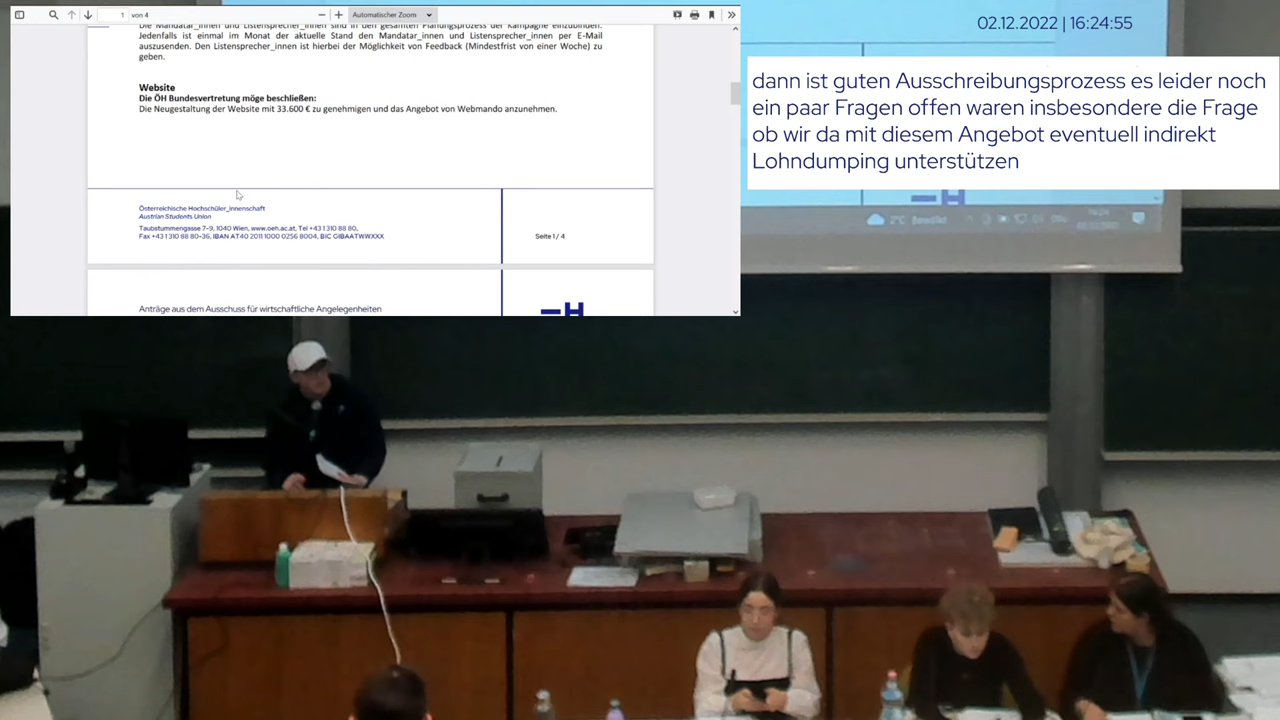 1 von 4
Automatischer Zoom
Die Mandatar_innen und Listensprecher_innen sind in den gesamten Planungsprozess der Kampagne einzubinden.
Jedenfalls ist einmal im Monat der aktuelle Stand den Mandatar_innen und Listensprecher_innen per E-Mail
auszusenden. Den Listensprecher_innen ist hierbei der Möglichkeit von Feedback (Mindestfrist von einer Woche) zu
geben.
Website
Die ÖH Bundesvertretung möge beschließen:
Die Neugestaltung der Website mit 33.600 € zu genehmigen und das Angebot von Webmando anzunehmen.
Österreichische Hochschüler_innenschaft
Austrian Students Union
Taubstummengasse 7-9, 1040 Wien, www.oeh.ac.at, Tel +43 1 310 88 80,
Fax +43 1 310 88 80-36, IBAN AT40 2011 1000 0256 8004, BIC GIBAATWWXXX
Seite 1 / 4
Anträge aus dem Ausschuss für wirtschaftliche Angelegenheiten
02.12.2022 | 16:24:55
dann ist guten Ausschreibungsprozess es leider noch
ein paar Fragen offen waren insbesondere die Frage
ob wir da mit diesem Angebot eventuell indirekt
Lohndumping unterstützen
2°C